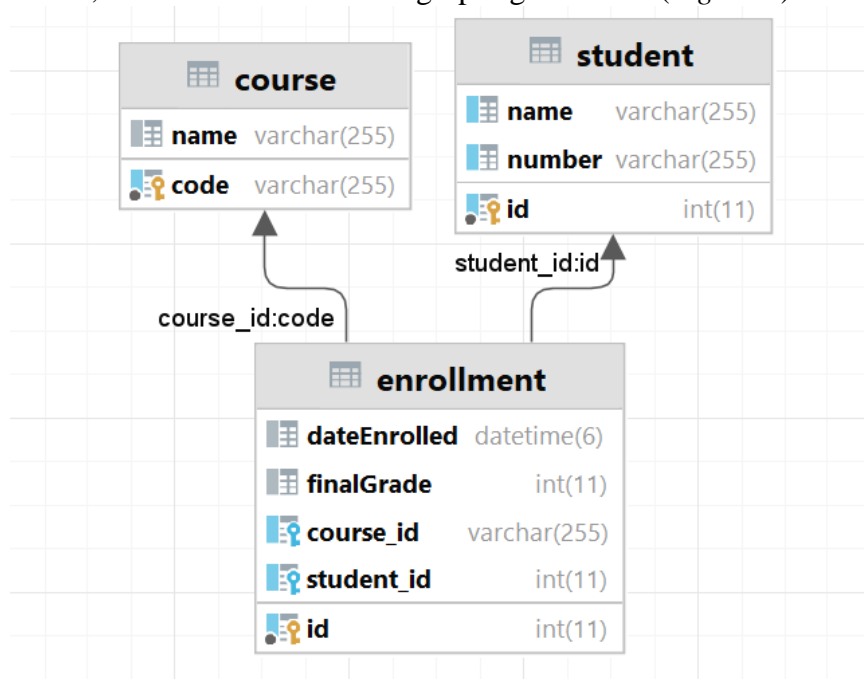 course
name varchar(255)
code varchar(255)
student
name varchar(255)
number varchar(255)
id int(11)
student_id:id
course_id:code
enrollment
dateEnrolled datetime(6)
finalGrade int(11)
course_id varchar(255)
student_id int(11)
id int(11)